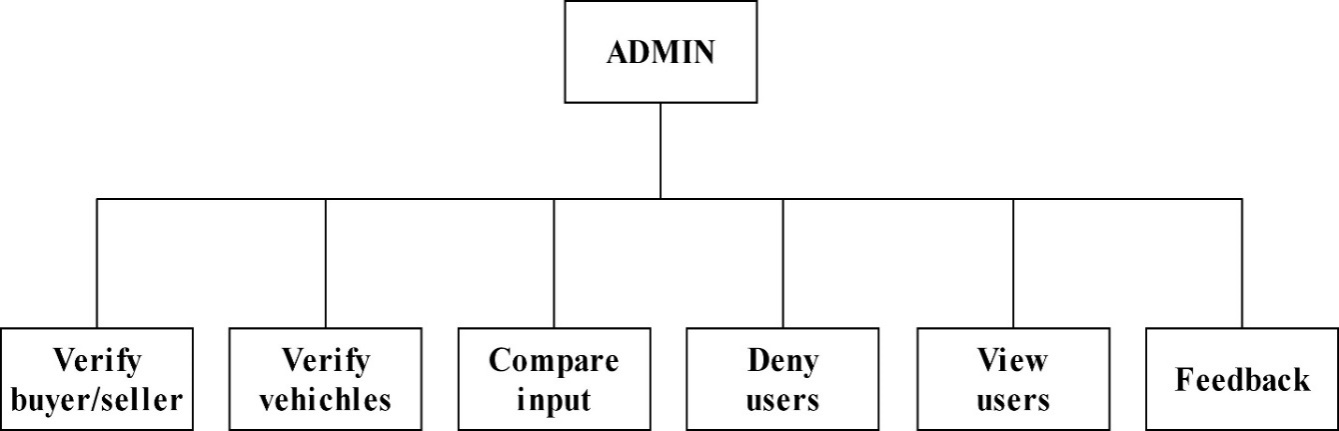 ADMIN
Verify
buyer/seller
Verify
vehichles
Compare
input
Deny
users
View
users
Feedback